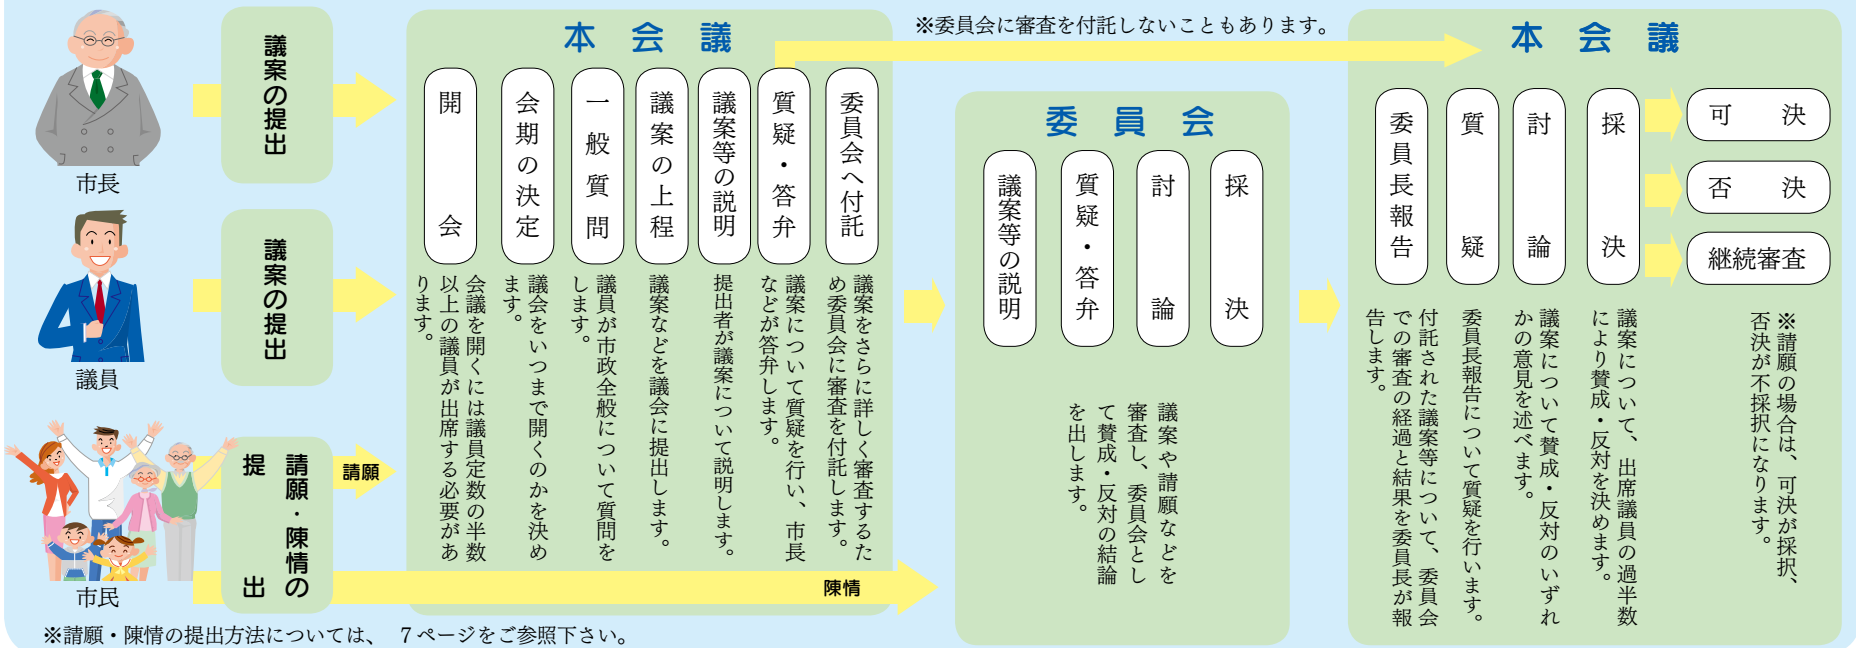 市長
議案の提出
議員
議案の提出
市民
請願・陳情の
提出
請願
陳情
※請願・陳情の提出方法については、 7ページをご参照下さい。
本会議
開会
会議を開くには議員定数の半数
以上の議員が出席する必要があ
ります。
会期の決定
議会をいつまで開くのかを決め
ます。
一般質問
議員が市政全般について質問を
します。
議案の上程
議案などを議会に提出します。
議案等の説明
提出者が議案について説明します。
質疑・答弁
議案について質疑を行い、市長
などが答弁します。
委員会へ付託
議案をさらに詳しく審査するた
め委員会に審査を付託します。
※委員会に審査を付託しないこともあります。
委員会
議案等の説明
質疑・答弁
討論
採決
議案や請願などを
審査し、委員会とし
て賛成・反対の結論
を出します。
本会議
委員長報告
付託された議案等について、委員会
での審査の経過と結果を委員長が報
告します。
質疑
委員長報告について質疑を行います。
討論
議案について賛成・反対のいずれ
かの意見を述べます。
採決
議案について、出席議員の過半数
により賛成・反対を決めます。
可決
否決
継続審査
※請願の場合は、可決が採択、
否決が不採択になります。